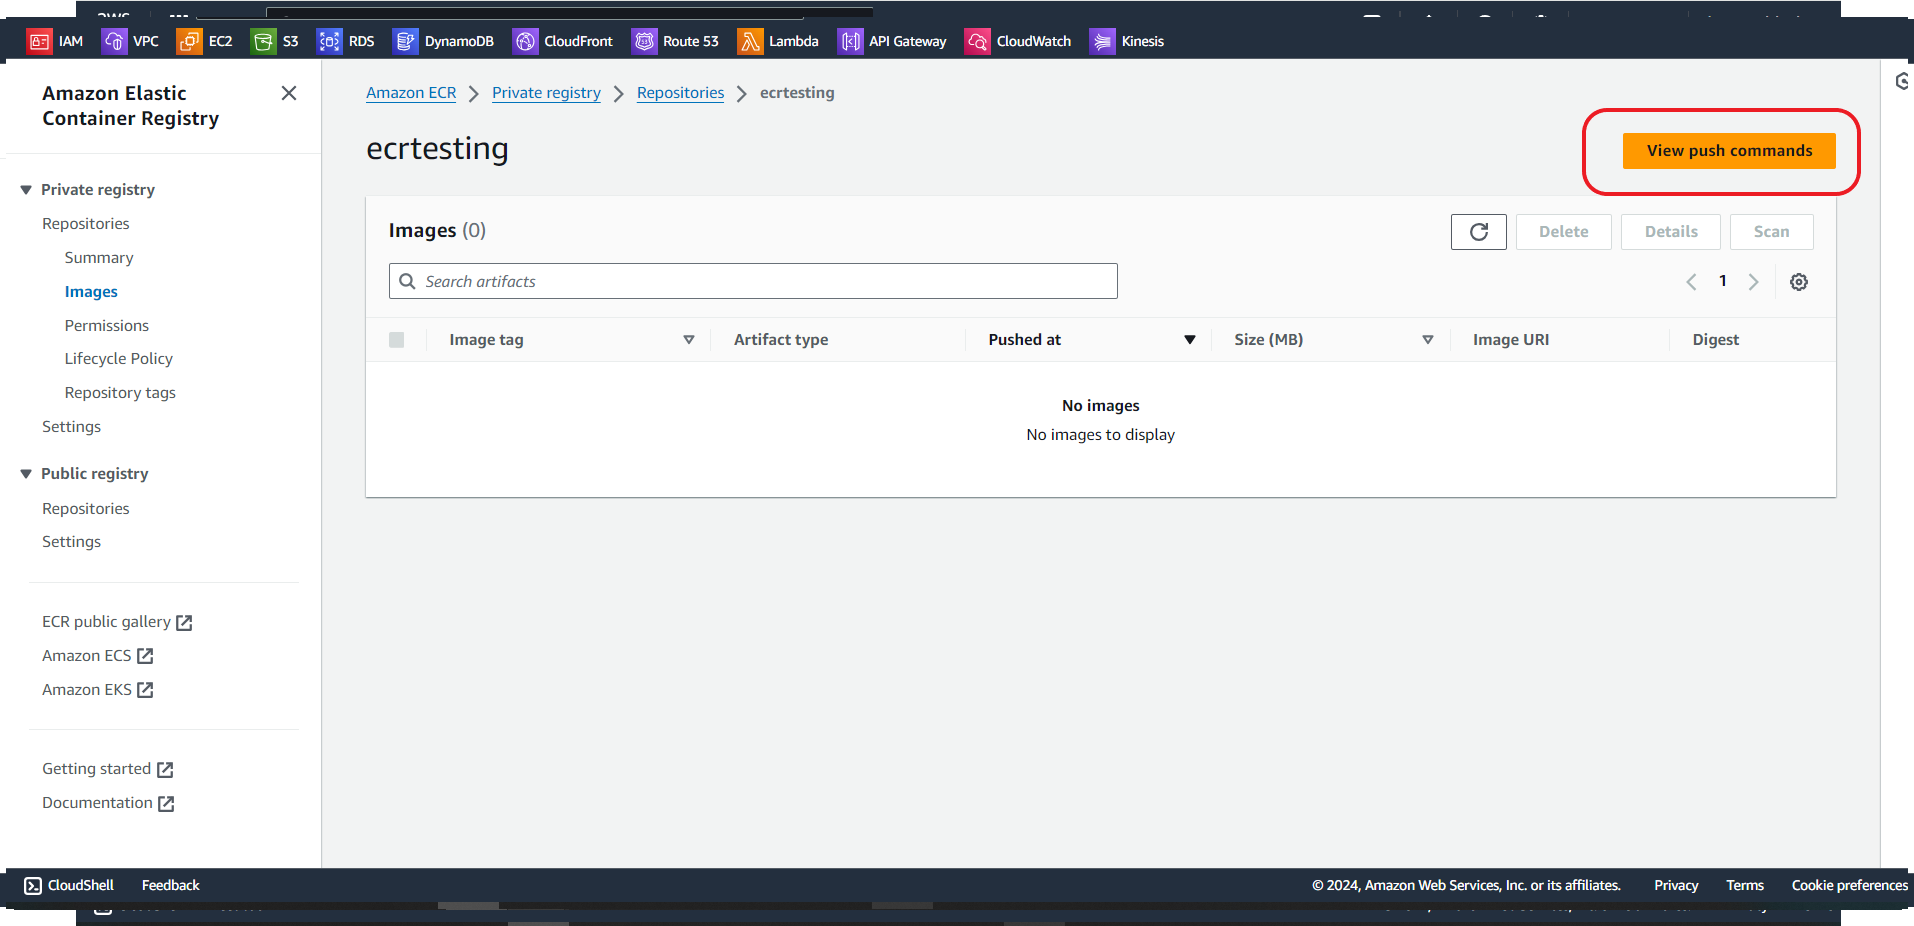 IAM VPC EC2 S3 RDS DynamoDB CloudFront Route 53 Lambda API Gateway CloudWatch Kinesis
Amazon Elastic
Container Registry
Private registry
Repositories
Summary
Images
Permissions
Lifecycle Policy
Repository tags
Settings
Public registry
Repositories
Settings
ECR public gallery
Amazon ECS
Amazon EKS
Getting started
Documentation
Amazon ECR Private registry Repositories ecrtesting
ecrtesting
View push commands
Images (0)
Delete Details Scan
Search artifacts
1
Image tag Artifact type Pushed at Size (MB) Image URI Digest
No images
No images to display
CloudShell Feedback © 2024, Amazon Web Services, Inc. or its affiliates. Privacy Terms Cookie preferences